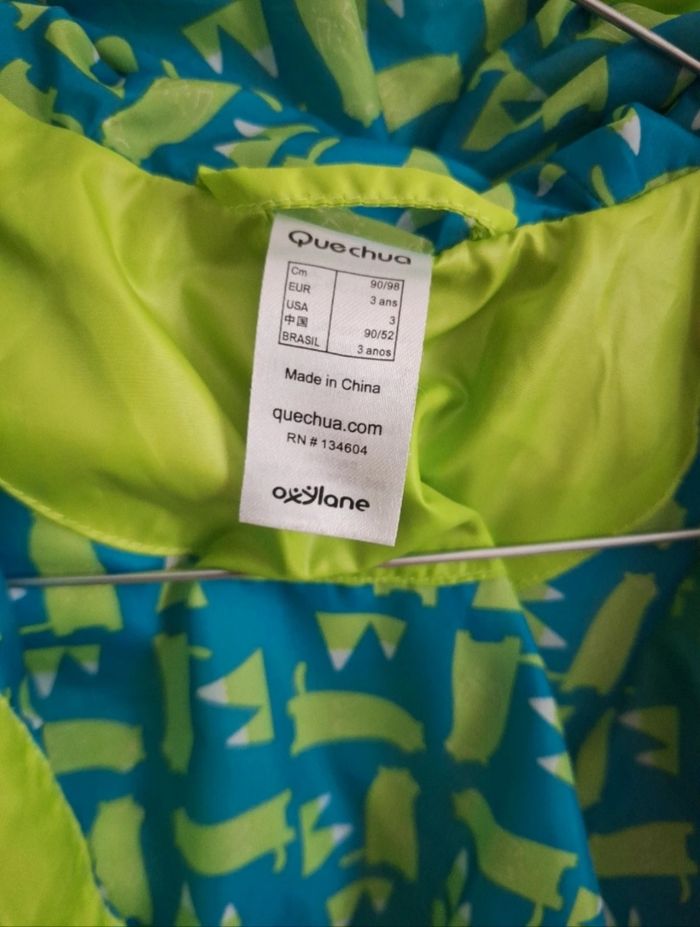 Quechua
Cm 90/98
EUR 3 ans
USA 3
中国 90/52
BRASIL 3 anos
Made in China
quechua.com
RN # 134604
oxylane